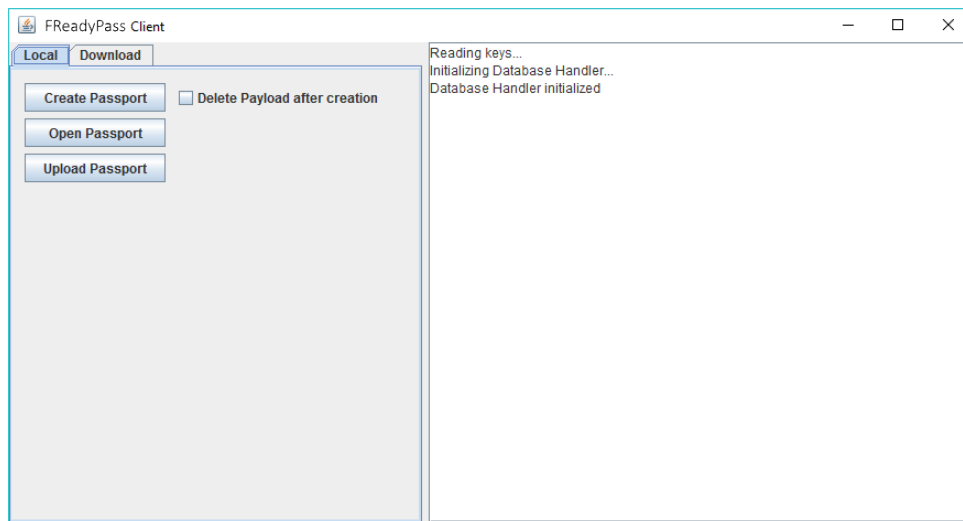 FReadyPass Client
Local Download
Create Passport Delete Payload after creation
Open Passport
Upload Passport
Reading keys...
Initializing Database Handler...
Database Handler initialized